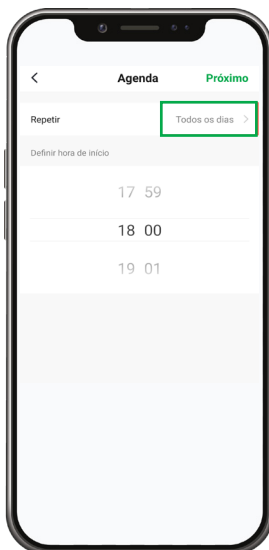 Agenda Próximo
Repetir Todos os dias
Definir hora de início
17 59
18 00
19 01